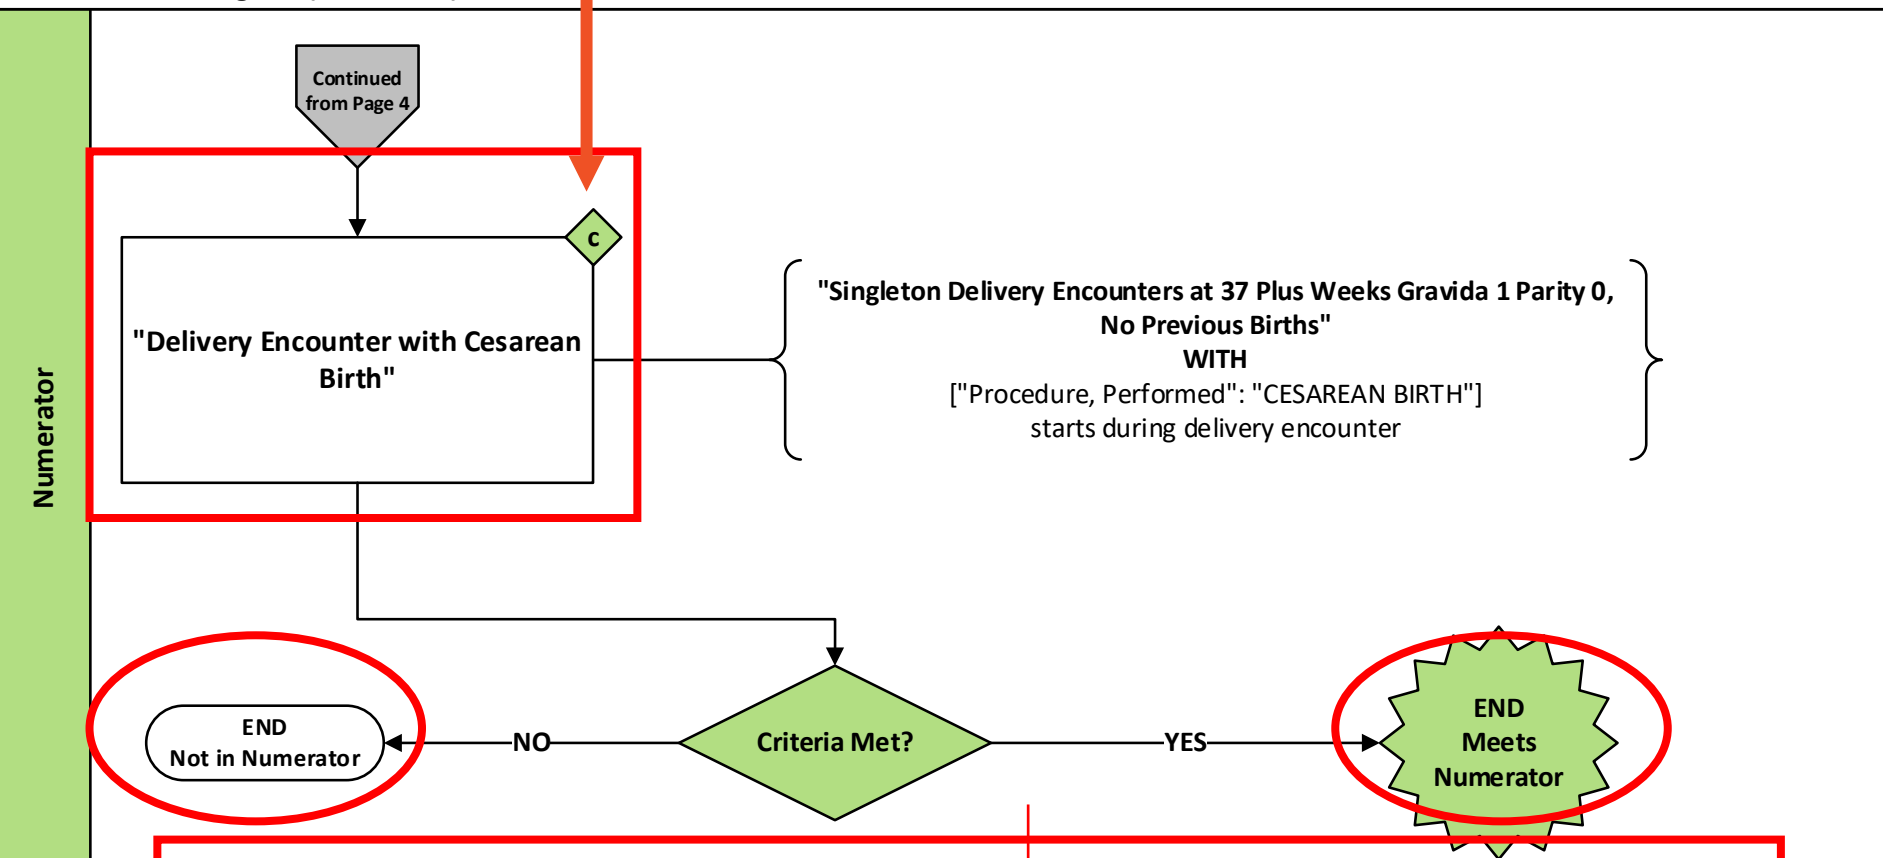 Continued
from Page 4
c
"Delivery Encounter with Cesarean
Birth"
"Singleton Delivery Encounters at 37 Plus Weeks Gravida 1 Parity 0,
No Previous Births"
WITH
["Procedure, Performed": "CESAREAN BIRTH"]
starts during delivery encounter
Numerator
END
Not in Numerator
NO
Criteria Met?
YES
END
Meets
Numerator